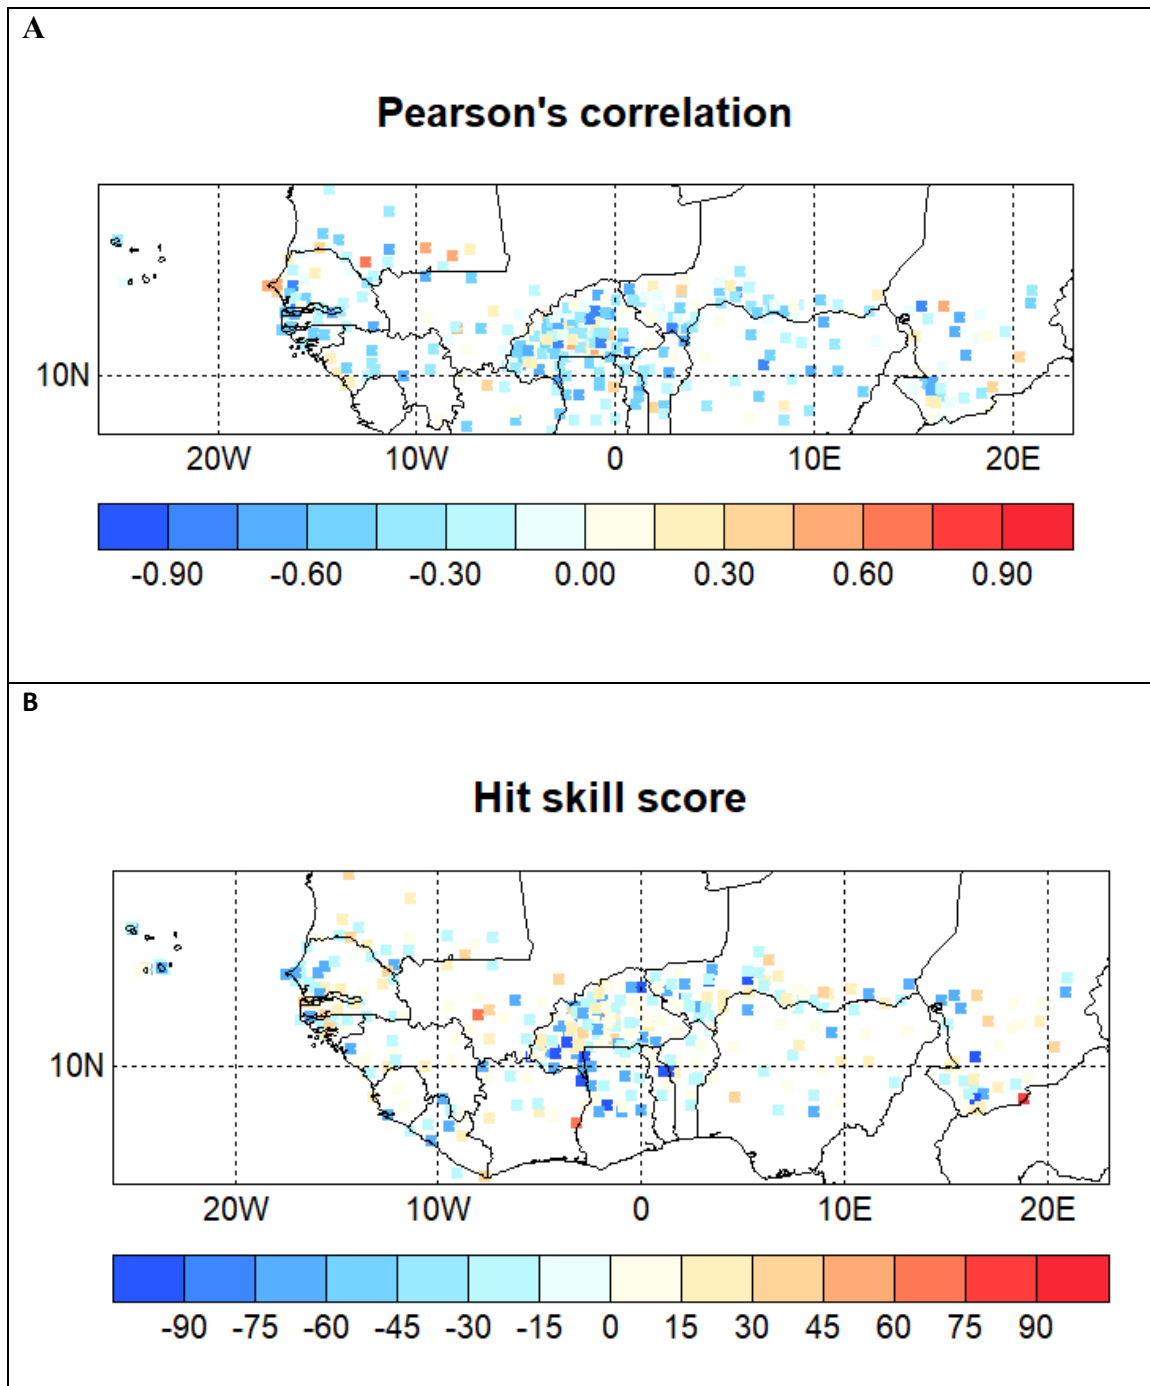 A
Pearson's correlation
10N
20W 10W 0 10E 20E
-0.90 -0.60 -0.30 0.00 0.30 0.60 0.90
B
Hit skill score
10N
20W 10W 0 10E 20E
-90 -75 -60 -45 -30 -15 0 15 30 45 60 75 90